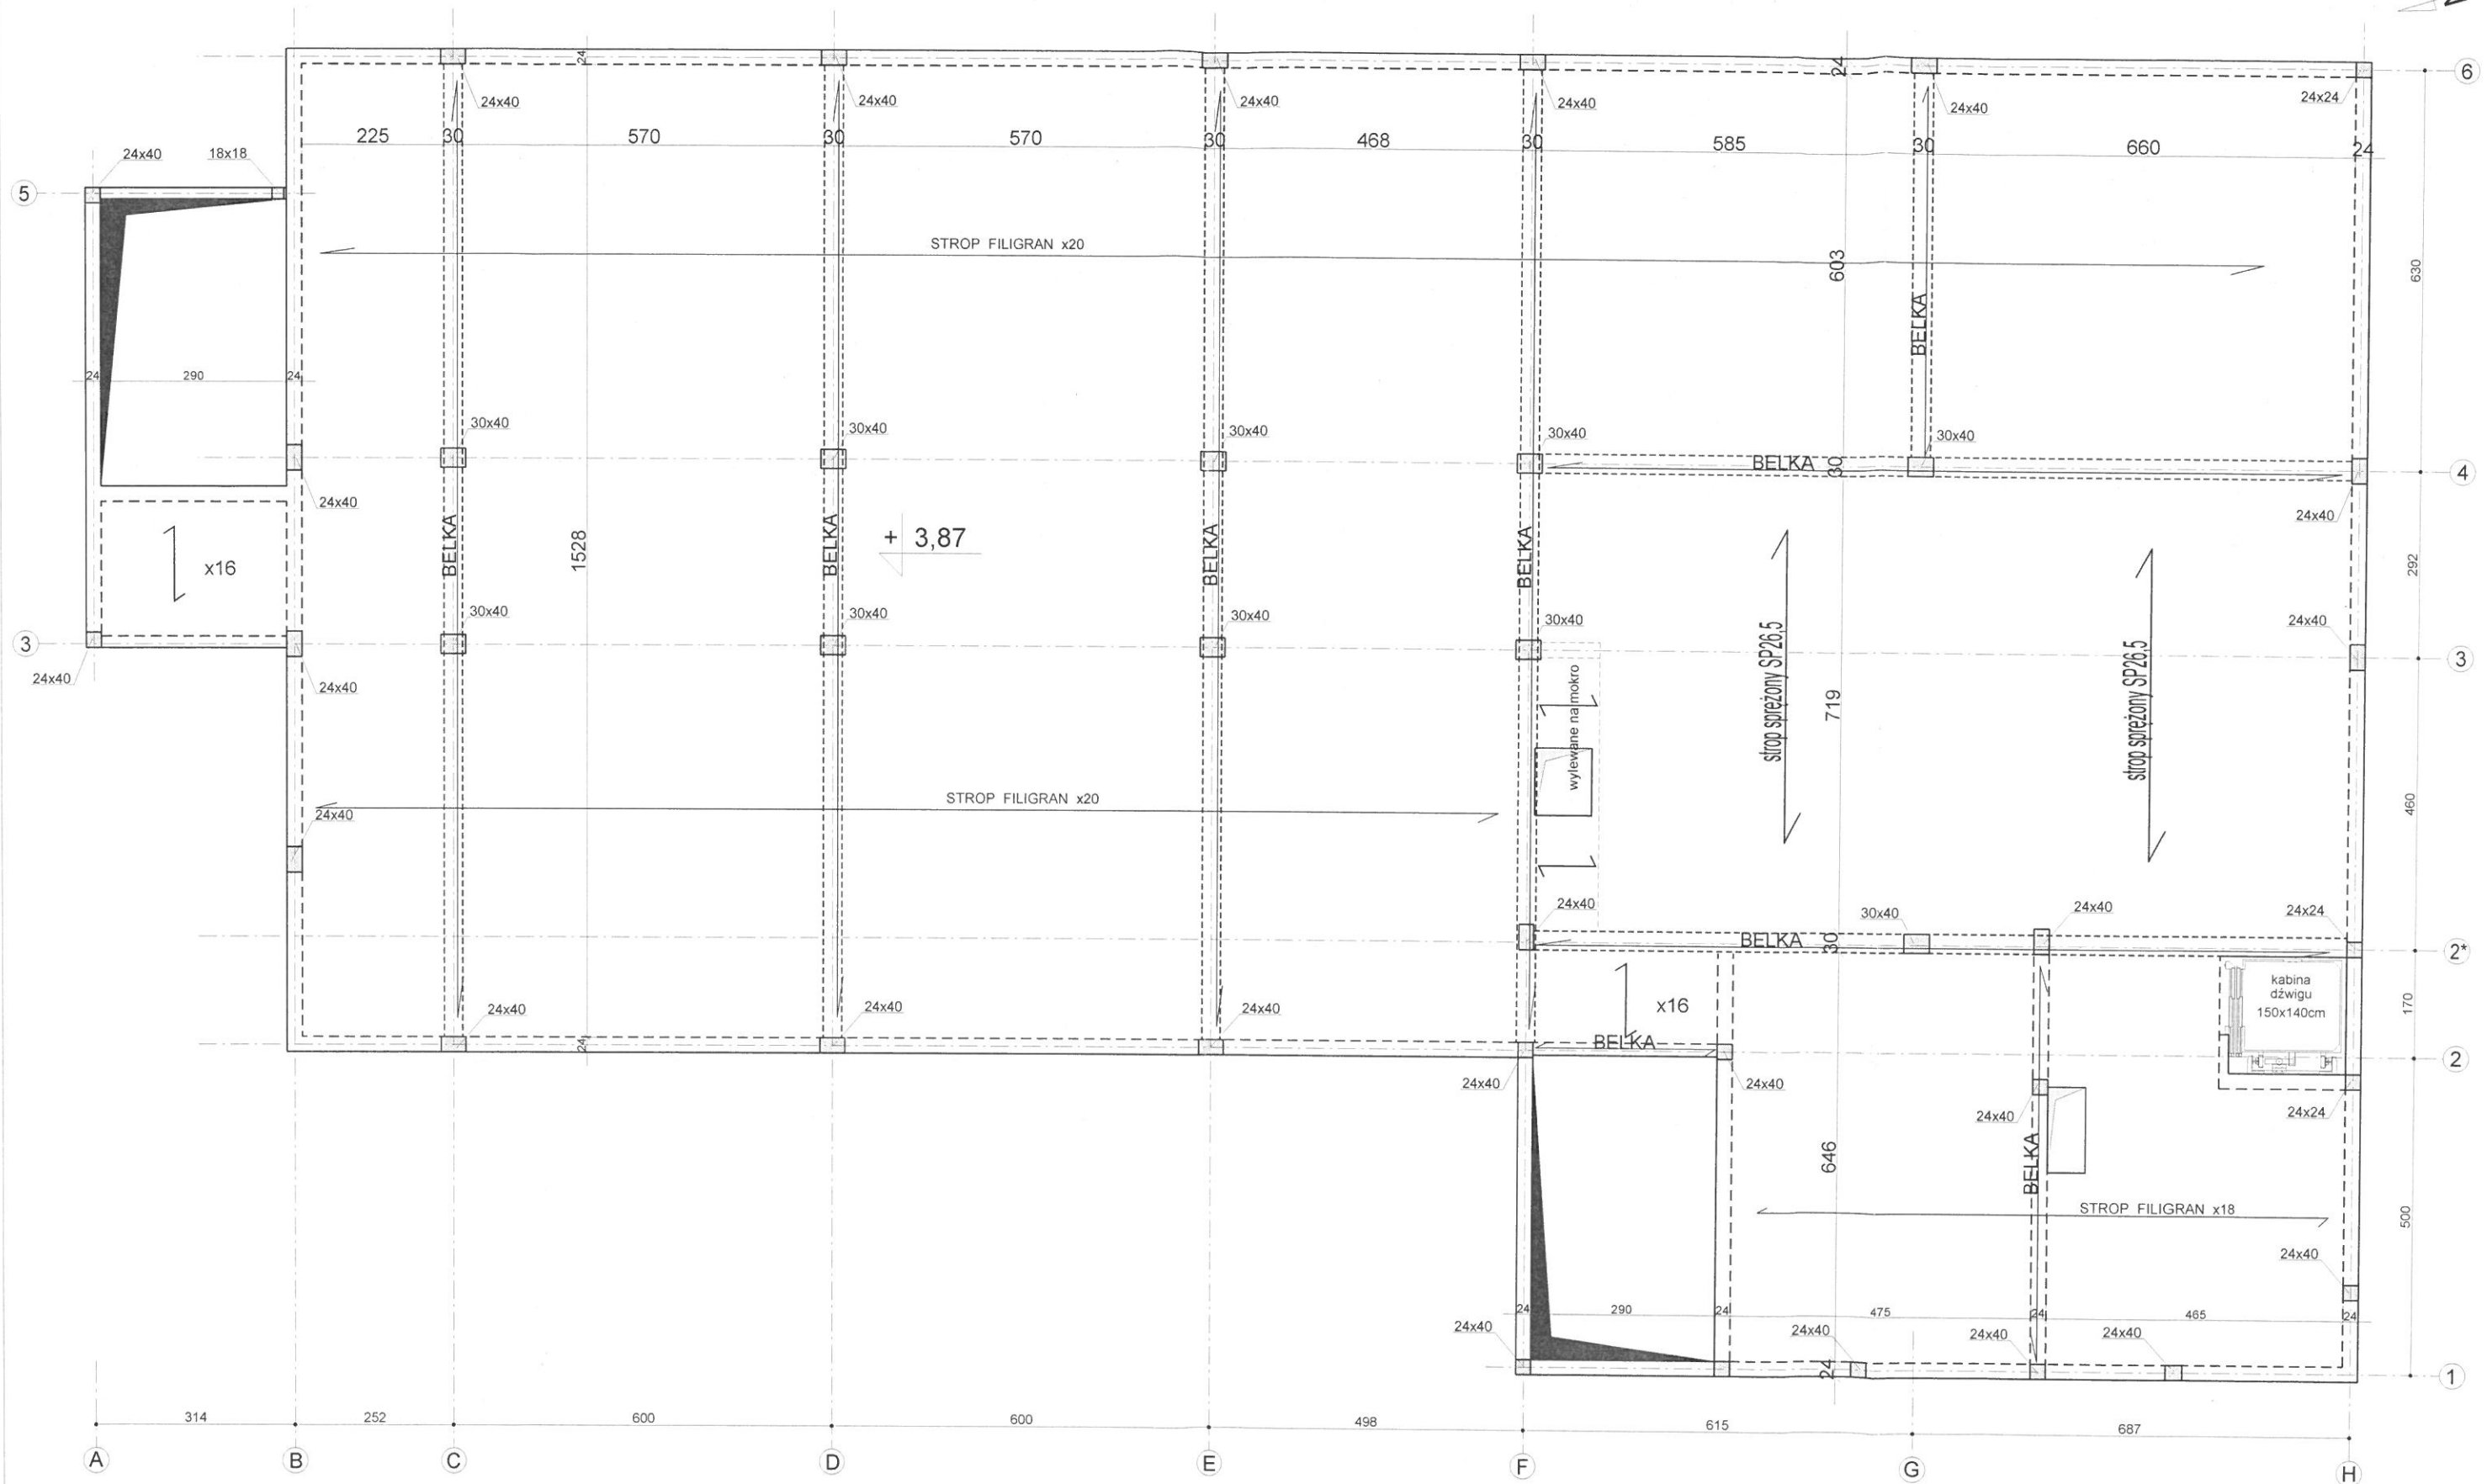 24
24
6
24x40
24x40
24x40
24x40
24x40
24x24
225
30
570
30
570
30
468
30
585
30
660
24
24x40
18x18
5
STROP FILIGRAN x20
603
630
BELKA
24
290
24
30x40
30x40
30x40
30x40
30x40
BELKA
30
4
24x40
24x40
BELKA
1528
BELKA
+ 3,87
BELKA
BELKA
292
x16
30x40
30x40
30x40
30x40
24x40
3
3
24x40
24x40
wylewane na mokro
strop sprężony SP26,5
719
strop sprężony SP26,5
STROP FILIGRAN x20
460
24x40
24x40
30x40
24x40
24x24
BELKA
30
2*
kabina
dźwigu
150x140cm
24x40
24x40
24x40
x16
170
24
BELKA
2
24x40
24x40
24x40
24x24
646
BELKA
STROP FILIGRAN x18
500
24x40
24
290
24
475
24
465
24
24x40
24x40
24x40
24x40
24
1
314
252
600
600
498
615
687
A
B
C
D
E
F
G
H